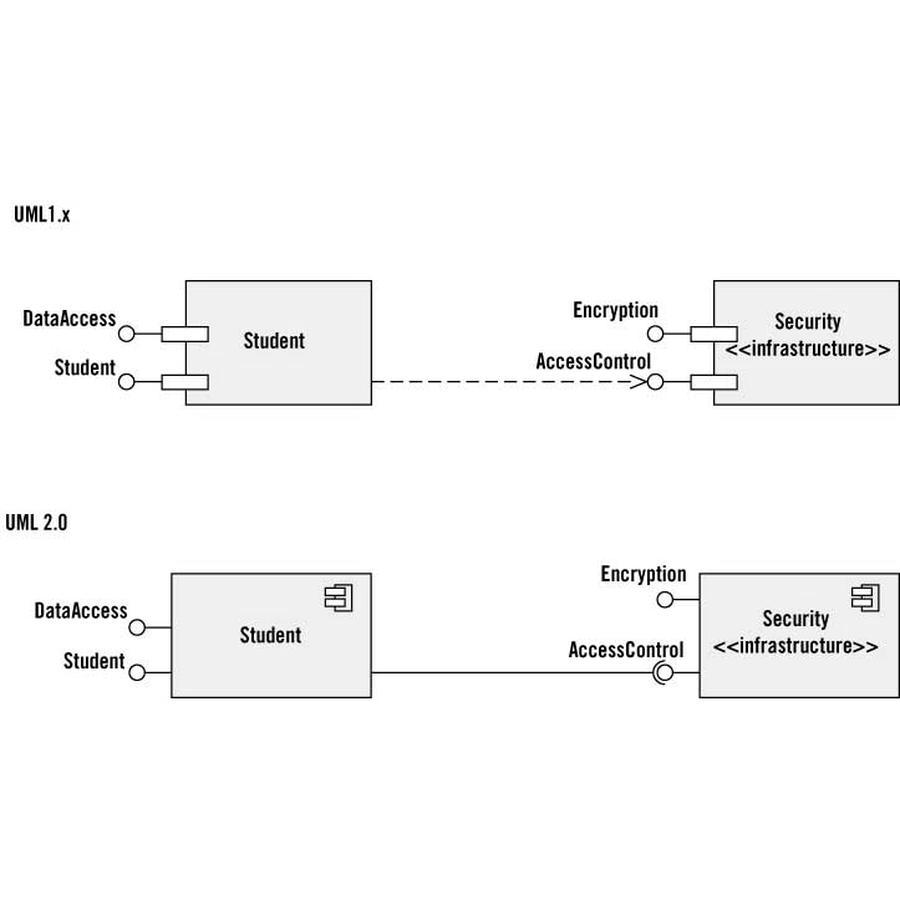 UML1.x
DataAccess
Student
Student
Encryption
AccessControl
Security
<<infrastructure>>
UML 2.0
DataAccess
Student
Student
Encryption
AccessControl
Security
<<infrastructure>>